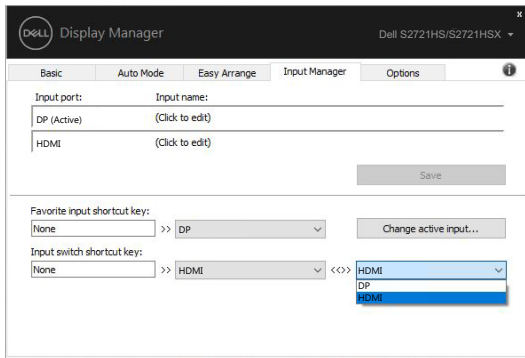 DELL Display Manager
Dell S2721HS/S2721HSX
x
Basic Auto Mode Easy Arrange Input Manager Options
Input port: Input name:
DP (Active) (Click to edit)
HDMI (Click to edit)
Save
Favorite input shortcut key:
None >> DP Change active input...
Input switch shortcut key:
None >> HDMI <<>> HDMI
DP
HDMI